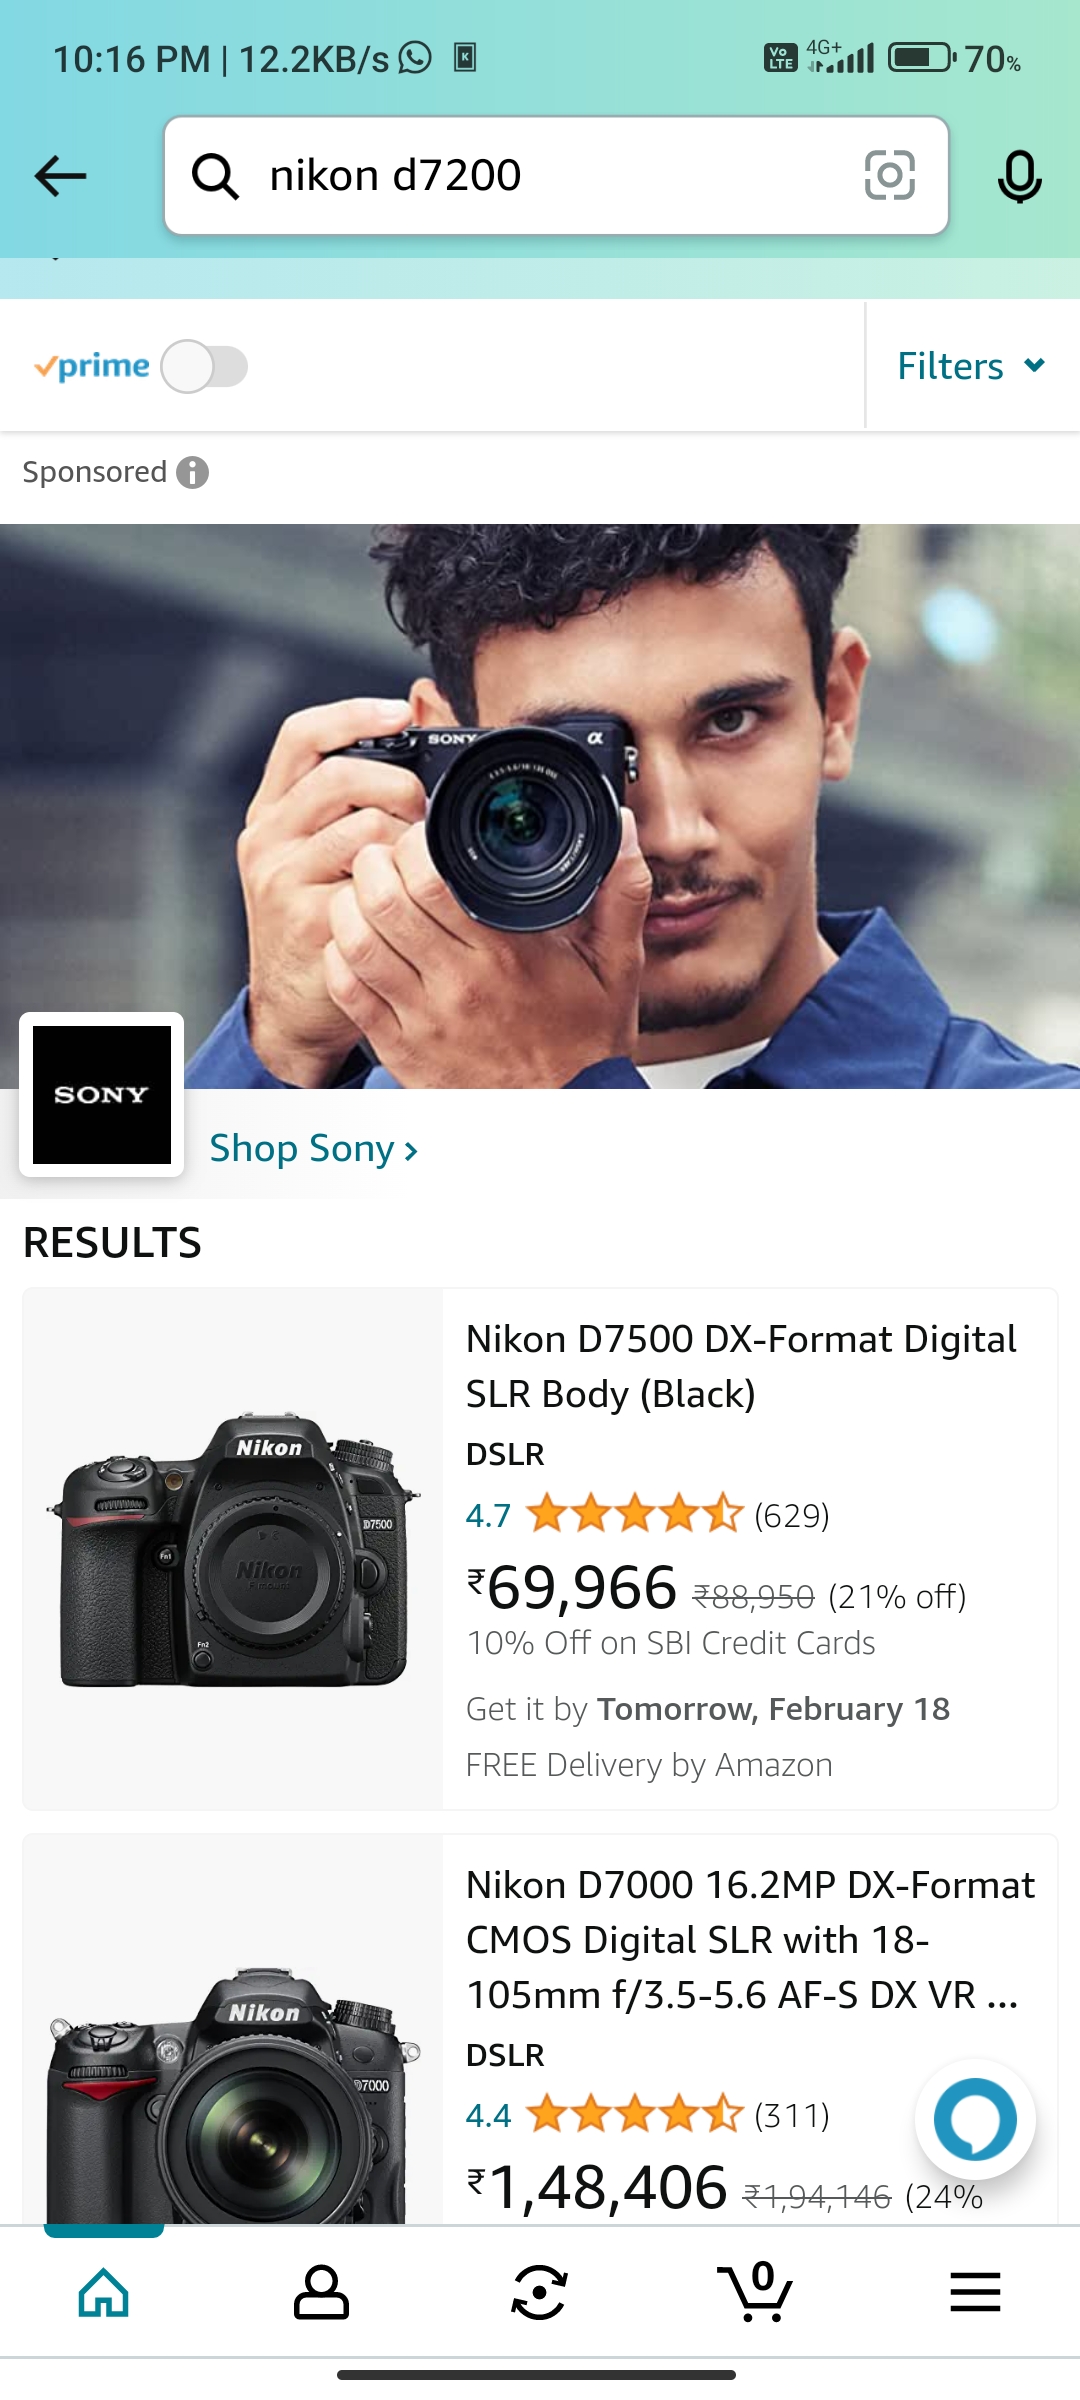 10:16 PM | 12.2KB/s K Vo LTE 4G+ 70%
nikon d7200
prime Filters
Sponsored
SONY α
SONY
Shop Sony
RESULTS
Nikon D7500 DX-Format Digital
SLR Body (Black)
DSLR
4.7 (629)
₹69,966 ₹88,950 (21% off)
10% Off on SBI Credit Cards
Get it by Tomorrow, February 18
FREE Delivery by Amazon
Nikon
D7500
Fn1
Nikon
Fn2
Nikon D7000 16.2MP DX-Format
CMOS Digital SLR with 18-
105mm f/3.5-5.6 AF-S DX VR ...
DSLR
4.4 (311)
₹1,48,406 ₹1,94,146 (24%
Nikon
D7000
0